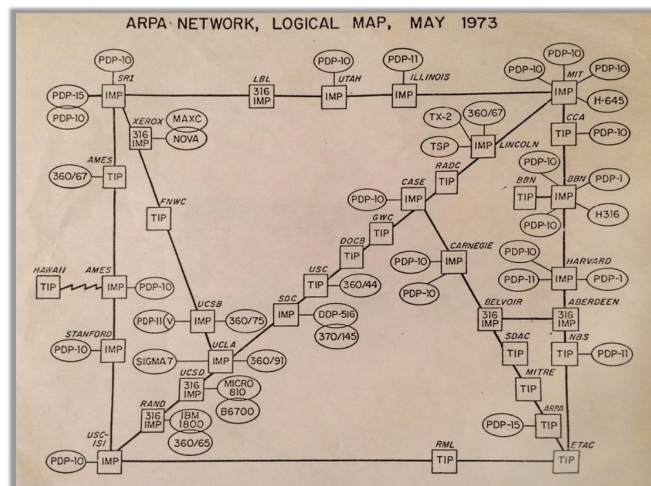 ARPA NETWORK, LOGICAL MAP, MAY 1973
PDP-10
SRI
PDP-15
IMP
PDP-10
LBL
316
IMP
PDP-10
UTAH
IMP
PDP-11
ILLINOIS
IMP
PDP-10
PDP-10
MIT
IMP
PDP-10
H-645
XEROX
316
IMP
MAXC
NOVA
TX-2
360/67
TSP
IMP
LINCOLN
CCA
TIP
PDP-10
AMES
360/67
TIP
RADC
TIP
PDP-10
BBN
TIP
BBN
IMP
PDP-1
PDP-10
H316
FNWC
TIP
CASE
PDP-10
IMP
GWC
TIP
DOCB
TIP
CARNEGIE
PDP-10
IMP
PDP-10
PDP-10
HARVARD
PDP-11
IMP
PDP-1
HAWAII
TIP
AMES
IMP
PDP-10
USC
TIP
360/44
SDC
IMP
DDP-516
370/145
BELVOIR
316
IMP
ABERDEEN
316
IMP
STANFORD
PDP-10
IMP
UCSB
PDP-11
V
IMP
360/75
UCLA
SIGMA7
IMP
360/91
SDAC
TIP
NBS
TIP
PDP-11
UCSD
316
IMP
MICRO
810
B6700
MITRE
TIP
RAND
316
IMP
IBM
1800
360/65
ARPA
PDP-15
TIP
USC-
ISI
PDP-10
IMP
RML
TIP
ETAC
TIP